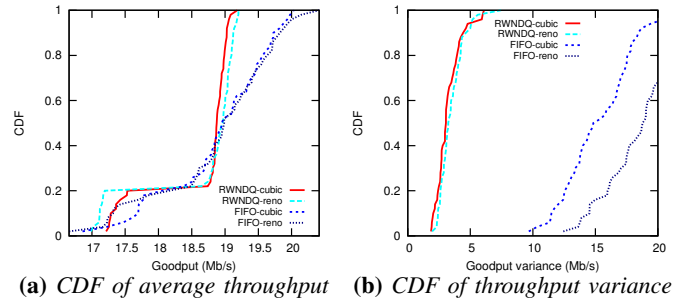 1
0.8
0.6
0.4
0.2
0
CDF
17 17.5 18 18.5 19 19.5 20
Goodput (Mb/s)
RWNDQ-cubic
RWNDQ-reno
FIFO-cubic
FIFO-reno
(a) CDF of average throughput
1
0.8
0.6
0.4
0.2
0
CDF
0 5 10 15 20
Goodput variance (Mb/s)
RWNDQ-cubic
RWNDQ-reno
FIFO-cubic
FIFO-reno
(b) CDF of throughput variance